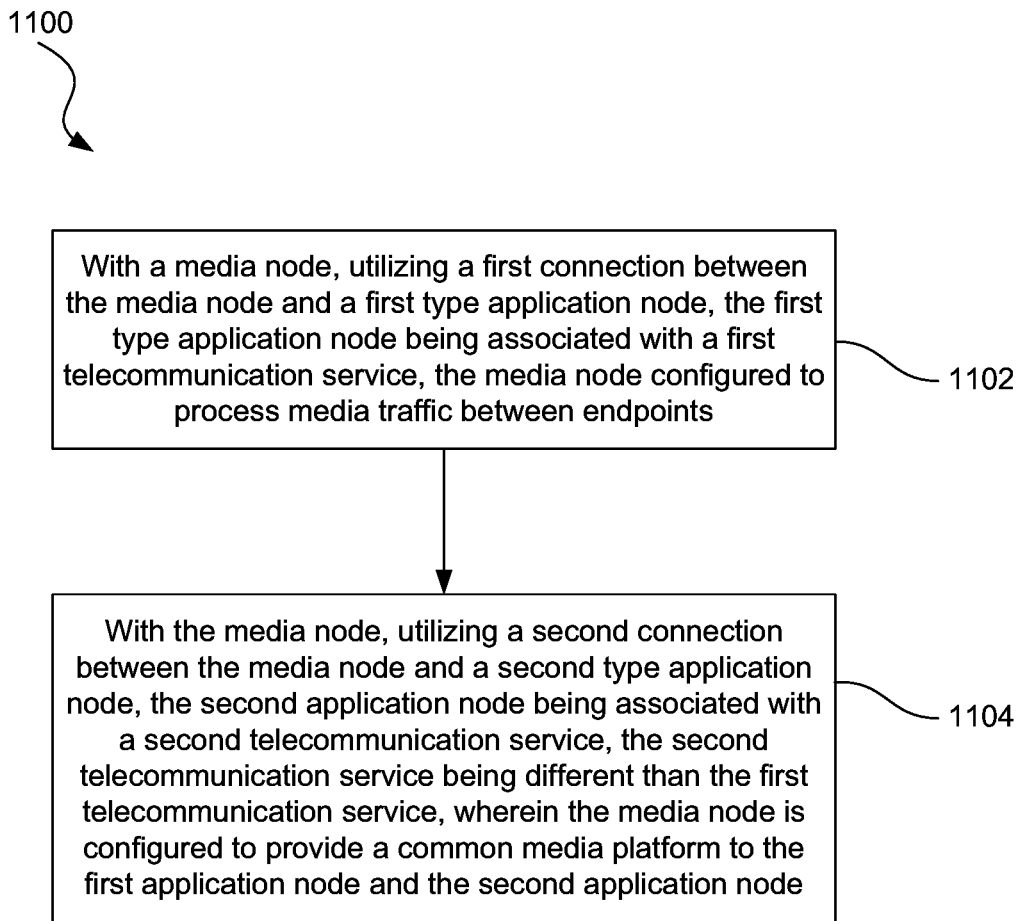 1100
With a media node, utilizing a first connection between
the media node and a first type application node, the first
type application node being associated with a first
telecommunication service, the media node configured to
process media traffic between endpoints
1102
With the media node, utilizing a second connection
between the media node and a second type application
node, the second application node being associated with
a second telecommunication service, the second
telecommunication service being different than the first
telecommunication service, wherein the media node is
configured to provide a common media platform to the
first application node and the second application node
1104